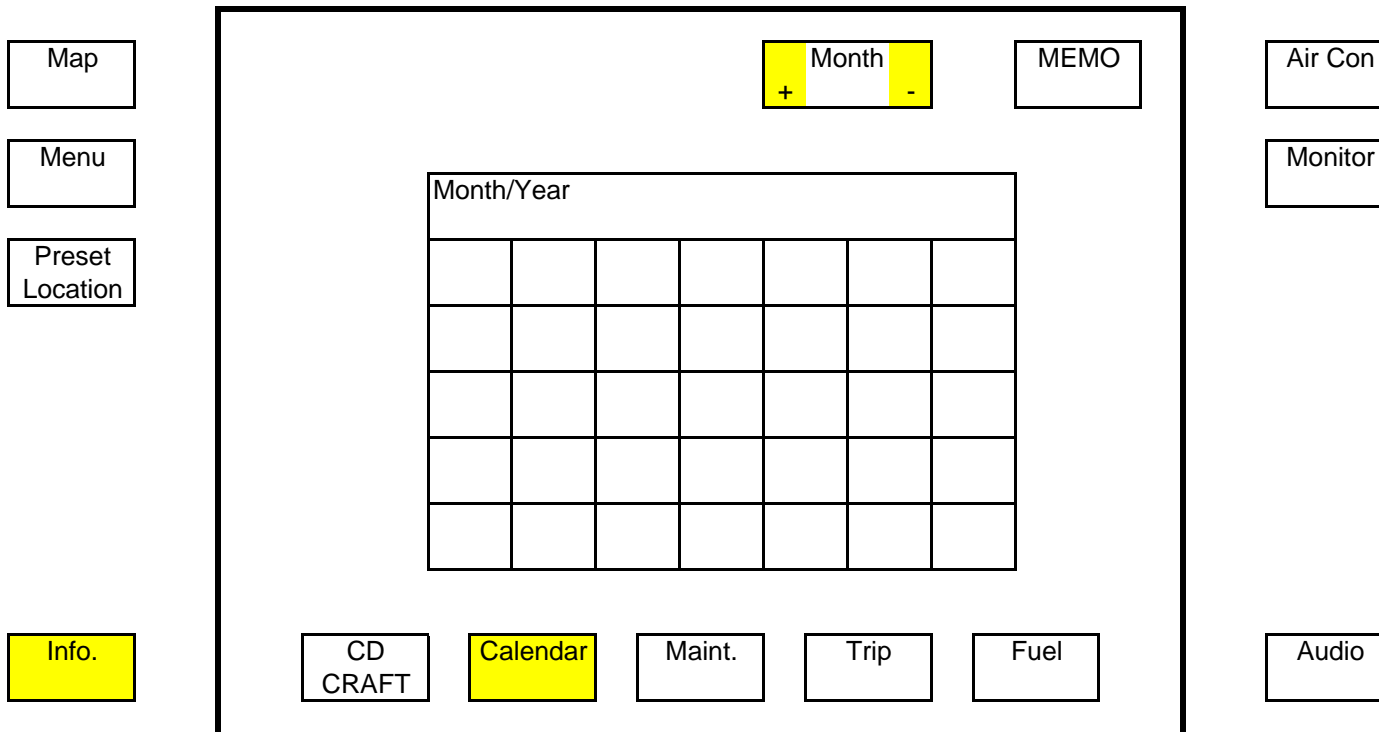 Map
Month
+ -
MEMO
Air Con
Menu
Monitor
Month/Year
Preset
Location
Info.
CD
CRAFT
Calendar
Maint.
Trip
Fuel
Audio